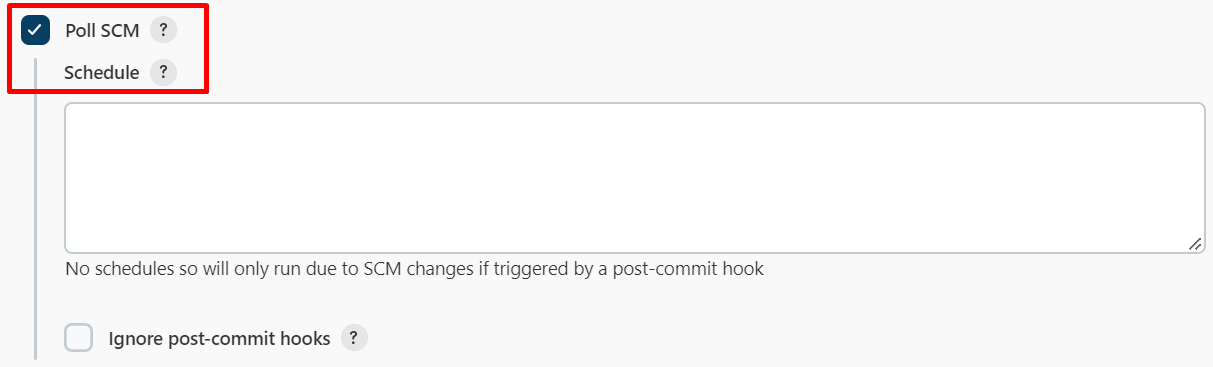 Poll SCM ?
Schedule ?
No schedules so will only run due to SCM changes if triggered by a post-commit hook
Ignore post-commit hooks ?